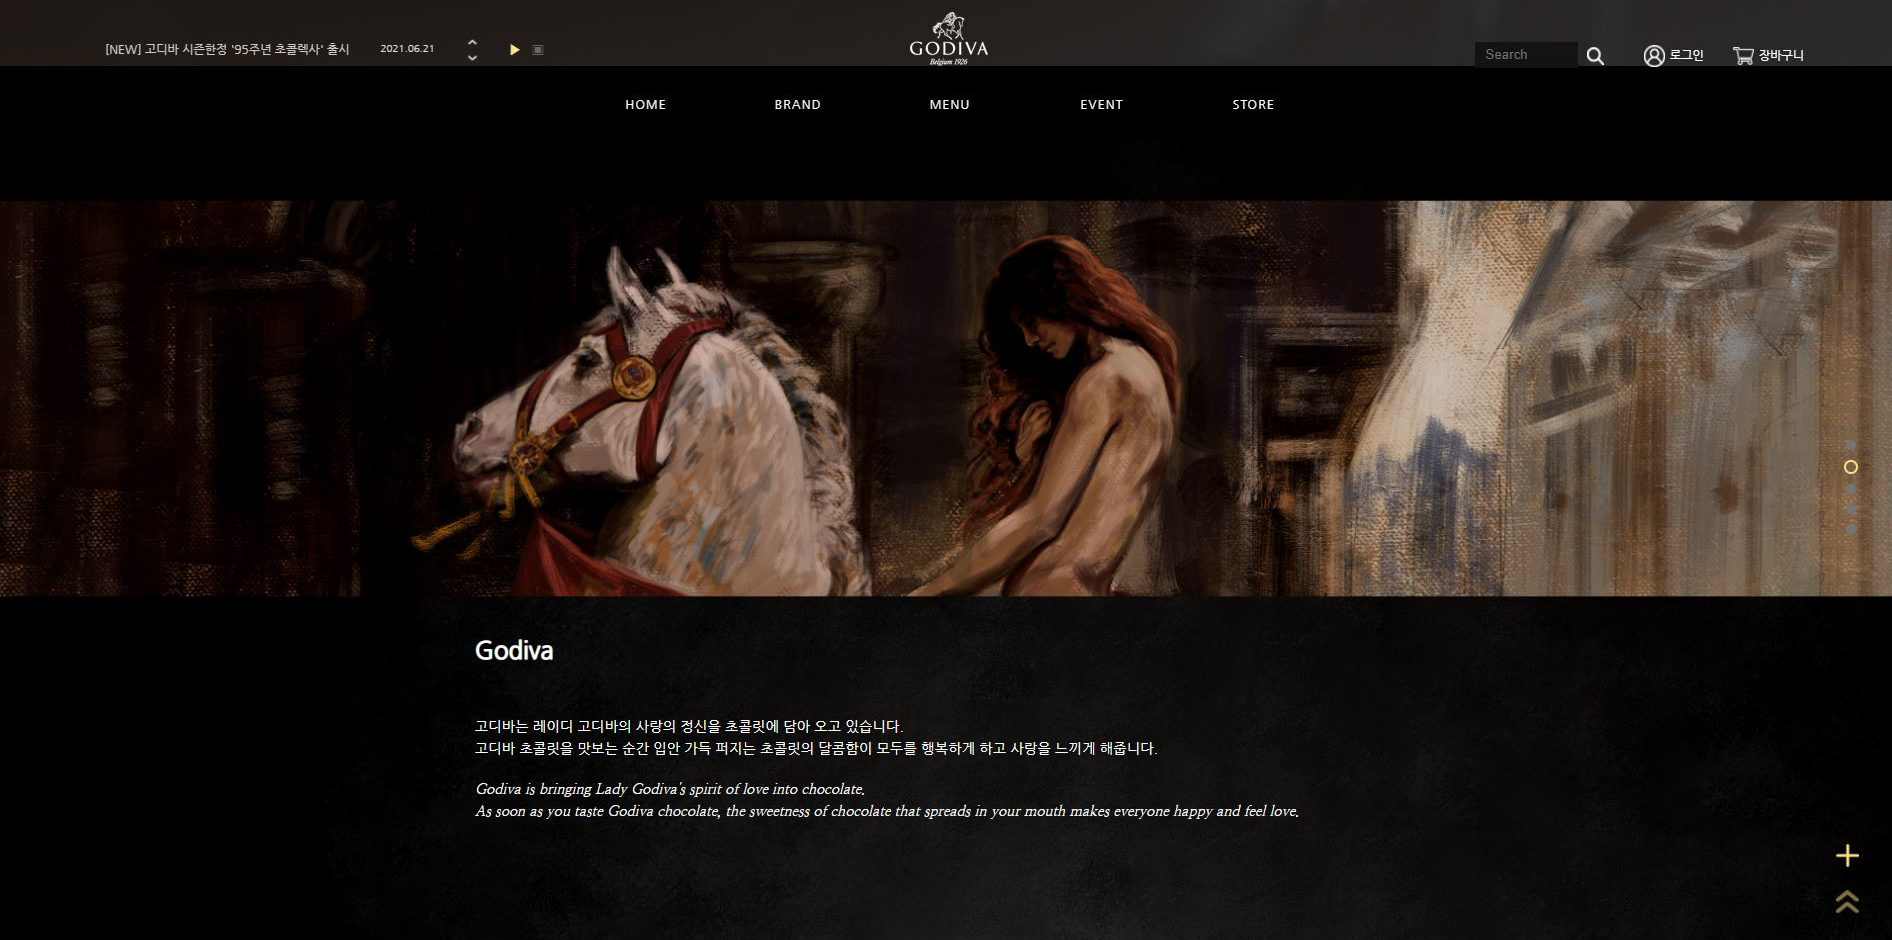 [NEW] 고디바 시즌한정 '95주년 초콜렉사' 출시
2021.06.21
GODIVA
Belgium 1926
Search
로그인
장바구니
HOME
BRAND
MENU
EVENT
STORE
Godiva
고디바는 레이디 고디바의 사랑의 정신을 초콜릿에 담아 오고 있습니다.
고디바 초콜릿을 맛보는 순간 입안 가득 퍼지는 초콜릿의 달콤함이 모두를 행복하게 하고 사랑을 느끼게 해줍니다.
Godiva is bringing Lady Godiva's spirit of love into chocolate.
As soon as you taste Godiva chocolate, the sweetness of chocolate that spreads in your mouth makes everyone happy and feel love.